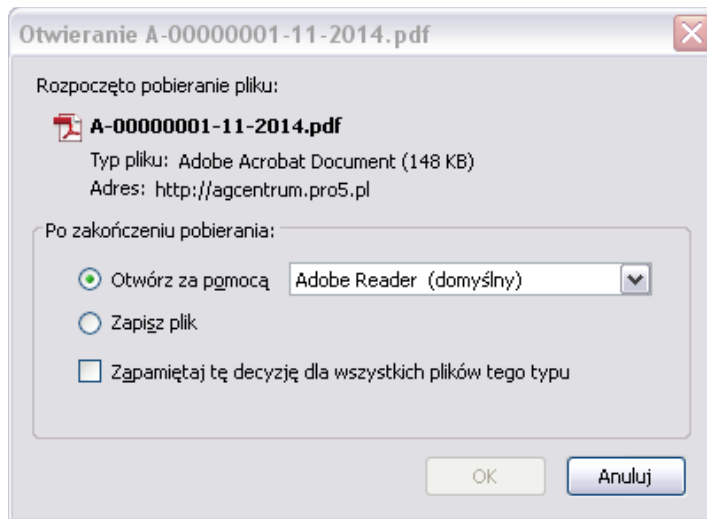 Otwieranie A-00000001-11-2014.pdf
Rozpoczęto pobieranie pliku:
A-00000001-11-2014.pdf
Typ pliku: Adobe Acrobat Document (148 KB)
Adres: http://agcentrum.pro5.pl
Po zakończeniu pobierania:
Otwórz za pomocą Adobe Reader (domyślny)
Zapisz plik
Zapamiętaj tę decyzję dla wszystkich plików tego typu
OK Anuluj